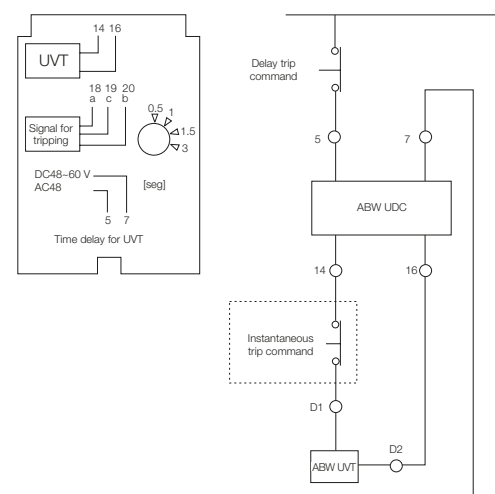 14 16
UVT
18 19 20
a c b
Signal for
tripping
0.5
1
1.5
3
DC48~60 V
AC48
[seg]
5 7
Time delay for UVT
Delay trip
command
5
7
ABW UDC
14
16
Instantaneous
trip command
D1
D2
ABW UVT